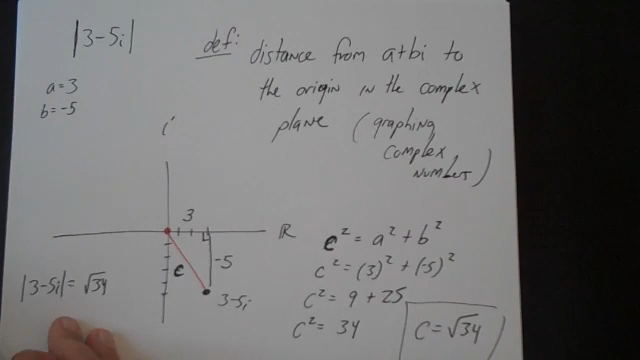 |3-5i|
a=3
b=-5
def: distance from a+bi to
the origin in the complex
plane (graphing
complex
numbers)
i
3
ℝ
-5
c
3-5i
|3-5i| = √34
c² = a² + b²
c² = (3)² + (-5)²
c² = 9 + 25
c² = 34
c = √34